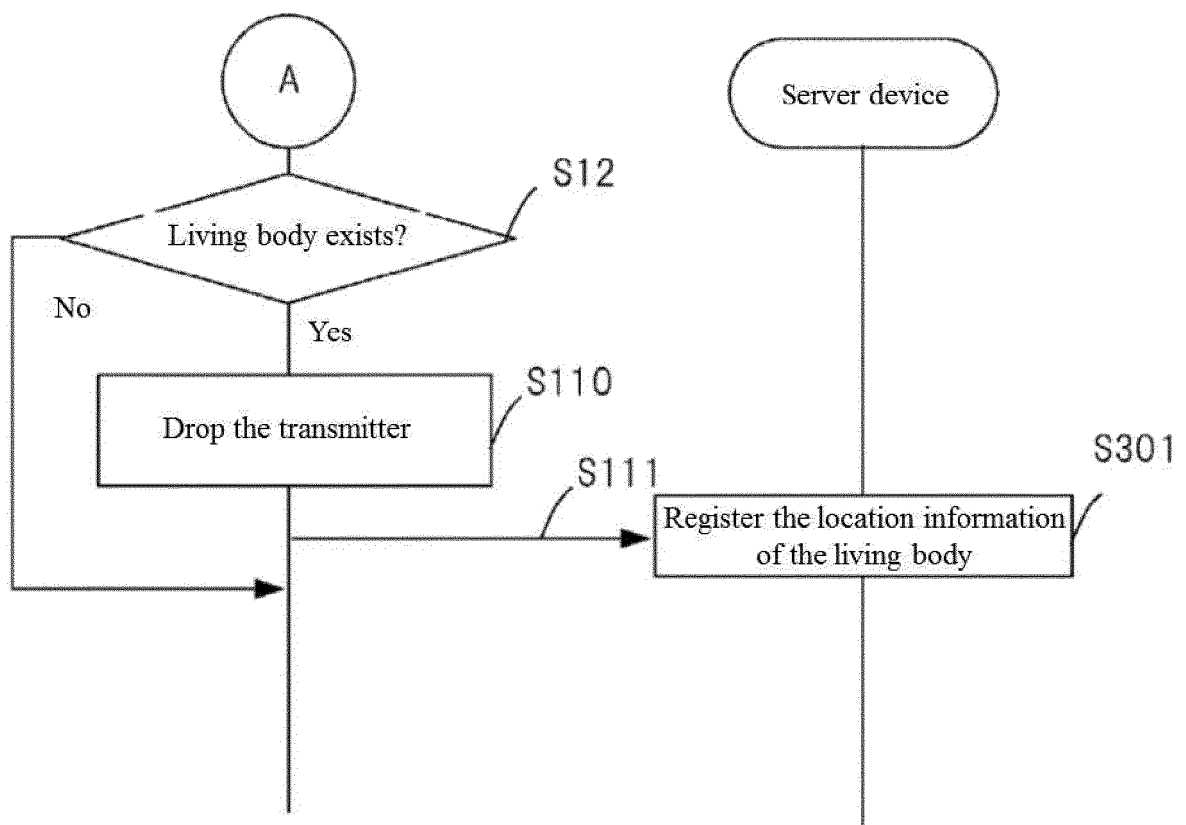 A
Server device
S12
Living body exists?
No
Yes
S110
Drop the transmitter
S111
S301
Register the location information
of the living body